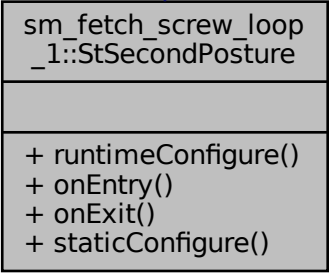 sm_fetch_screw_loop
_1::StSecondPosture
+ runtimeConfigure()
+ onEntry()
+ onExit()
+ staticConfigure()